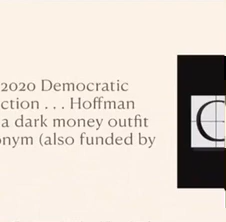 2020 Democratic
ction . . . Hoffman
a dark money outfit
onym (also funded by
C